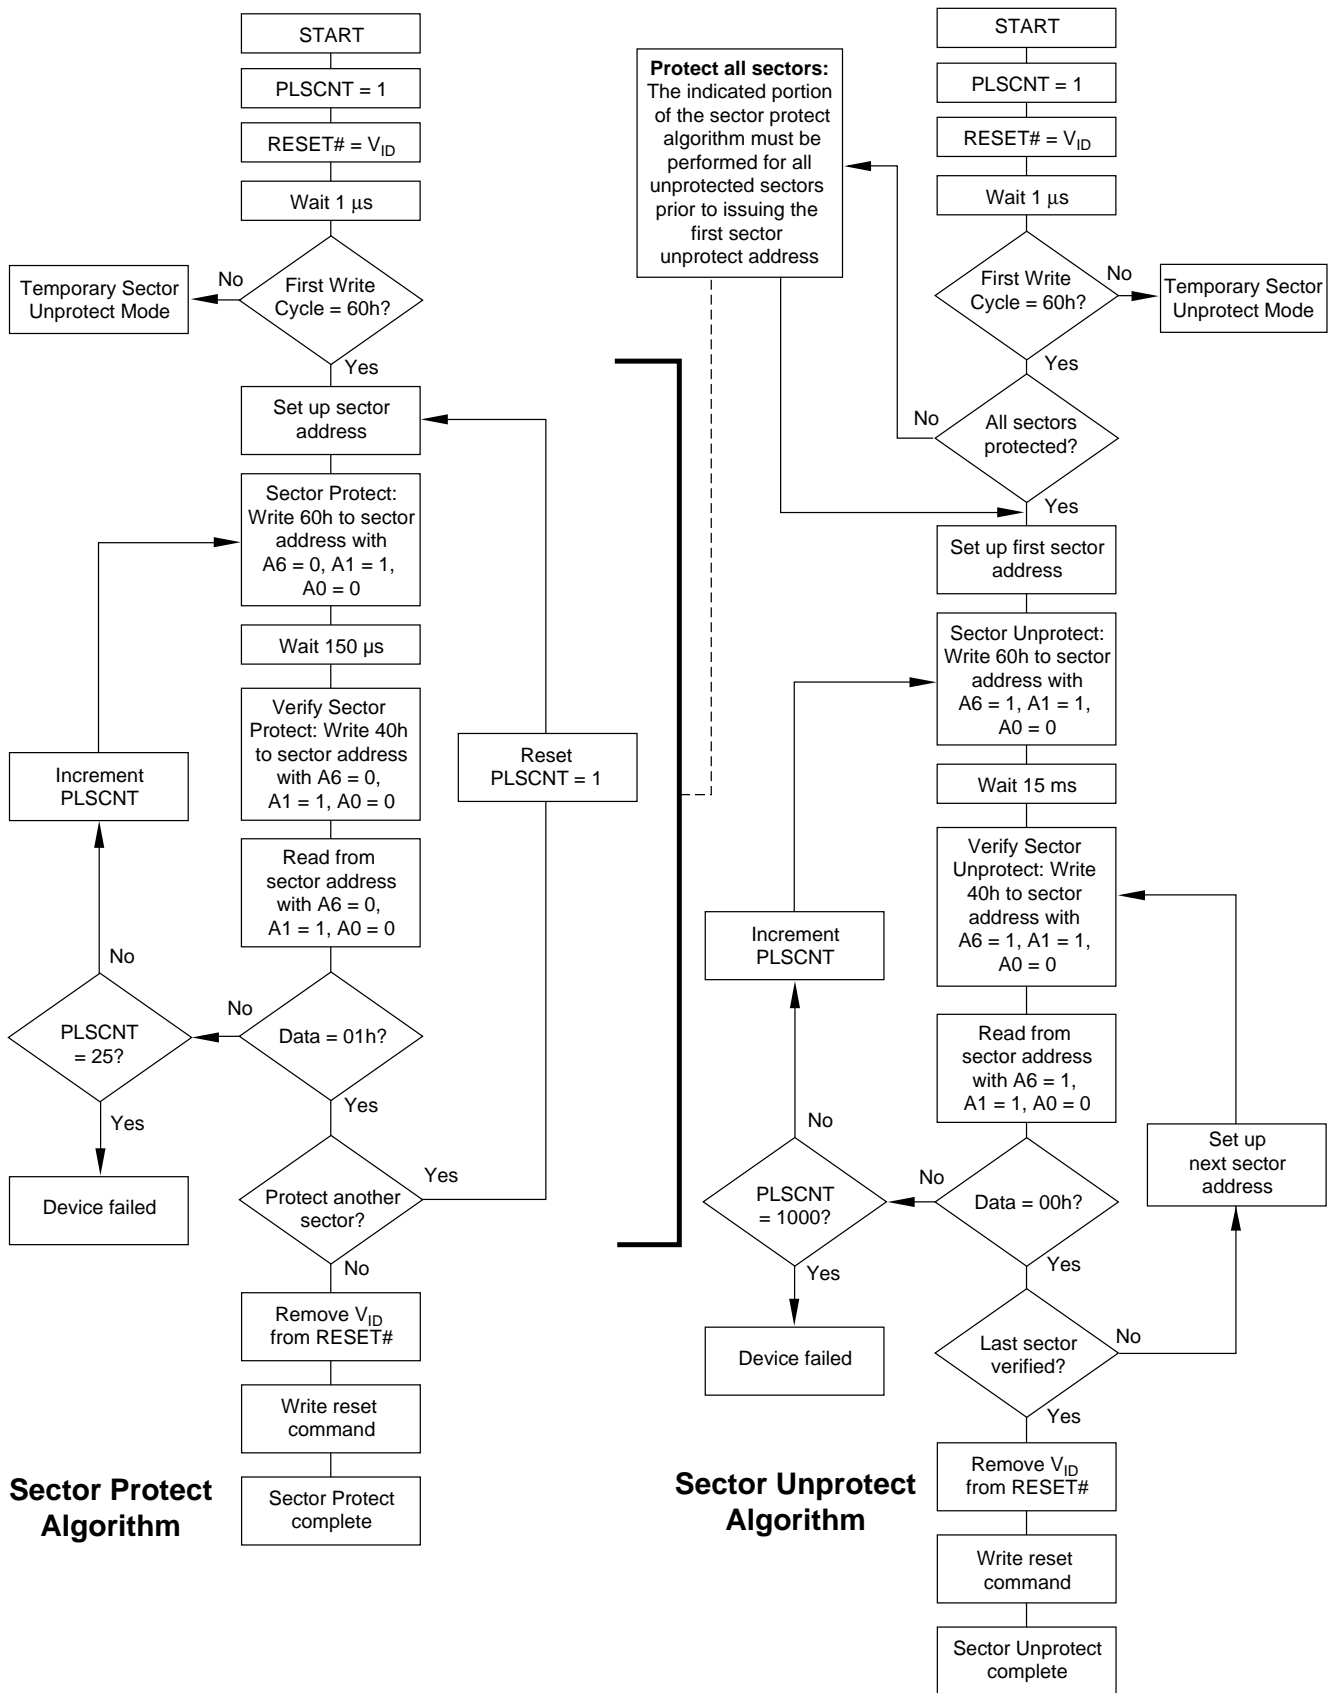 START
PLSCNT = 1
RESET# = VID
Wait 1 μs
First Write
Cycle = 60h?
No
Temporary Sector
Unprotect Mode
Yes
Set up sector
address
Sector Protect:
Write 60h to sector
address with
A6 = 0, A1 = 1,
A0 = 0
Wait 150 µs
Verify Sector
Protect: Write 40h
to sector address
with A6 = 0,
A1 = 1, A0 = 0
Read from
sector address
with A6 = 0,
A1 = 1, A0 = 0
Data = 01h?
No
PLSCNT
= 25?
No
Increment
PLSCNT
Yes
Device failed
Yes
Protect another
sector?
Yes
Reset
PLSCNT = 1
No
Remove VID
from RESET#
Write reset
command
Sector Protect
complete
Sector Protect
Algorithm
Protect all sectors:
The indicated portion
of the sector protect
algorithm must be
performed for all
unprotected sectors
prior to issuing the
first sector
unprotect address
START
PLSCNT = 1
RESET# = VID
Wait 1 μs
First Write
Cycle = 60h?
No
Temporary Sector
Unprotect Mode
Yes
All sectors
protected?
No
Yes
Set up first sector
address
Sector Unprotect:
Write 60h to sector
address with
A6 = 1, A1 = 1,
A0 = 0
Wait 15 ms
Verify Sector
Unprotect: Write
40h to sector
address with
A6 = 1, A1 = 1,
A0 = 0
Read from
sector address
with A6 = 1,
A1 = 1, A0 = 0
Data = 00h?
No
PLSCNT
= 1000?
No
Increment
PLSCNT
Yes
Device failed
Yes
Last sector
verified?
No
Set up
next sector
address
Yes
Remove VID
from RESET#
Write reset
command
Sector Unprotect
complete
Sector Unprotect
Algorithm